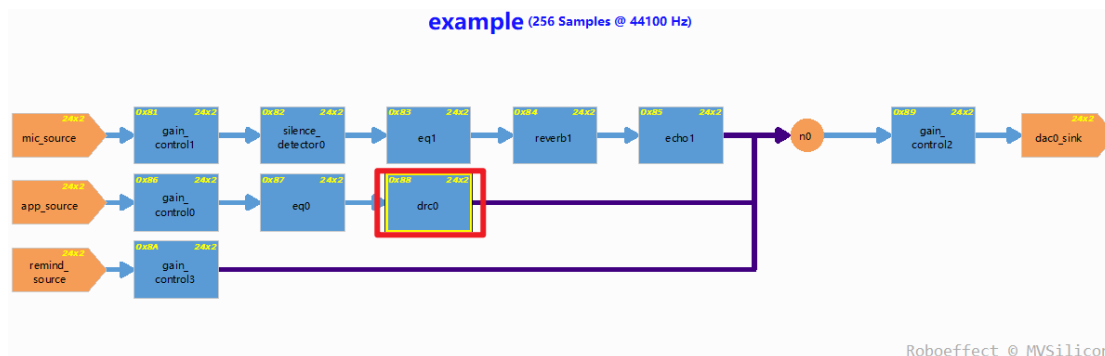 example (256 Samples @ 44100 Hz)
0x81 24x2
gain_
control1
0x82 24x2
silence_
detector0
0x83 24x2
eq1
0x84 24x2
reverb1
0x85 24x2
echo1
n0
0x89 24x2
gain_
control2
24x2
dac0_sink
24x2
mic_source
24x2
app_source
0x86 24x2
gain_
control0
0x87 24x2
eq0
0x88 24x2
drc0
24x2
remind_
source
0x8A 24x2
gain_
control3
Roboeffect © MVSilicon